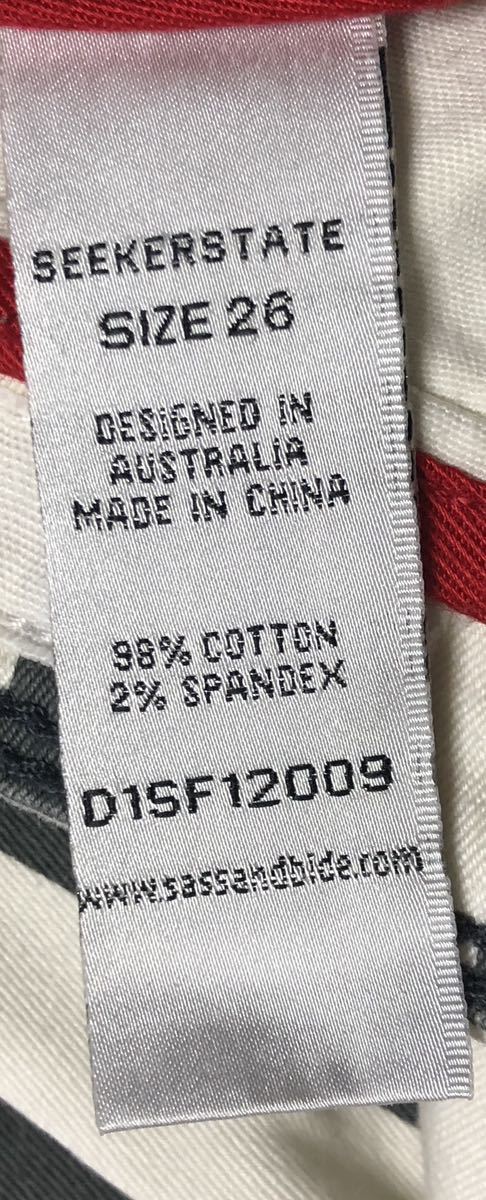 SEEKERSTATE
SIZE 26
DESIGNED IN
AUSTRALIA
MADE IN CHINA
98% COTTON
2% SPANDEX
D1SF12009
www.sassandbide.com